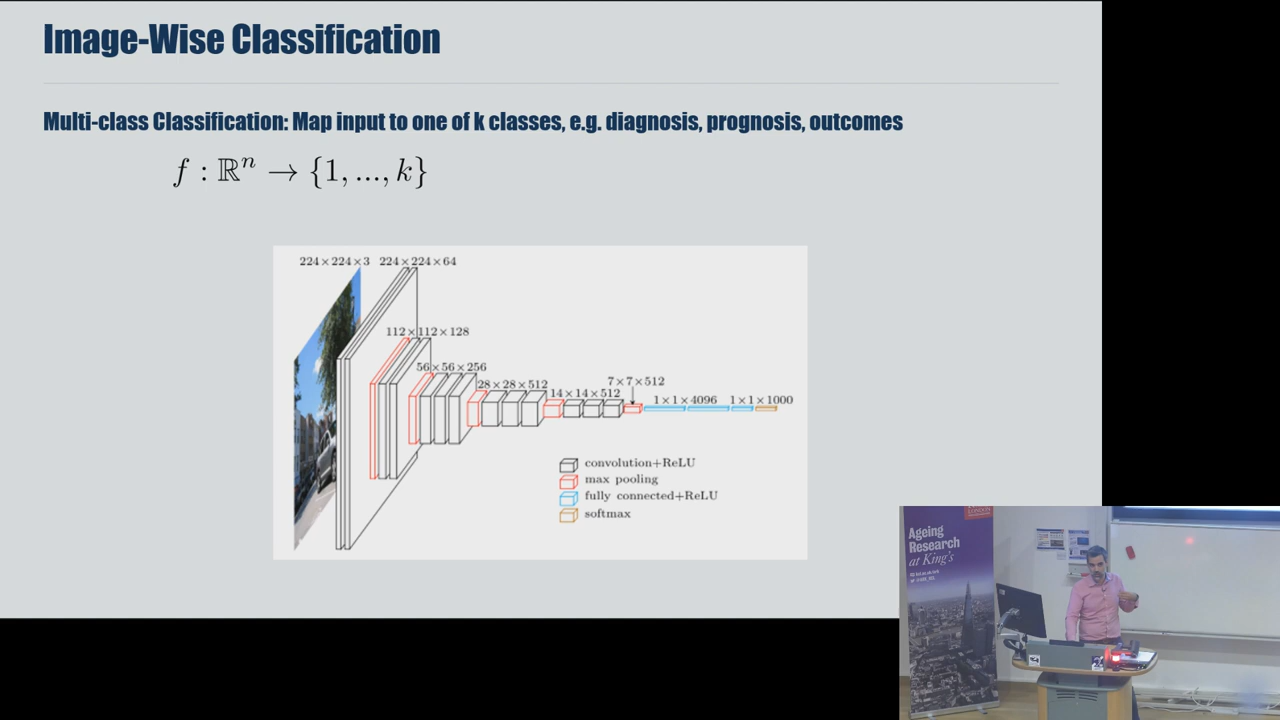 Image-Wise Classification
Multi-class Classification: Map input to one of k classes, e.g. diagnosis, prognosis, outcomes
f : ℝⁿ → {1, ..., k}
224×224×3 224×224×64
112×112×128
56×56×256
28×28×512
14×14×512
7×7×512
1×1×4096 1×1×1000
convolution+ReLU
max pooling
fully connected+ReLU
softmax
LONDON
Ageing
Research
at King's